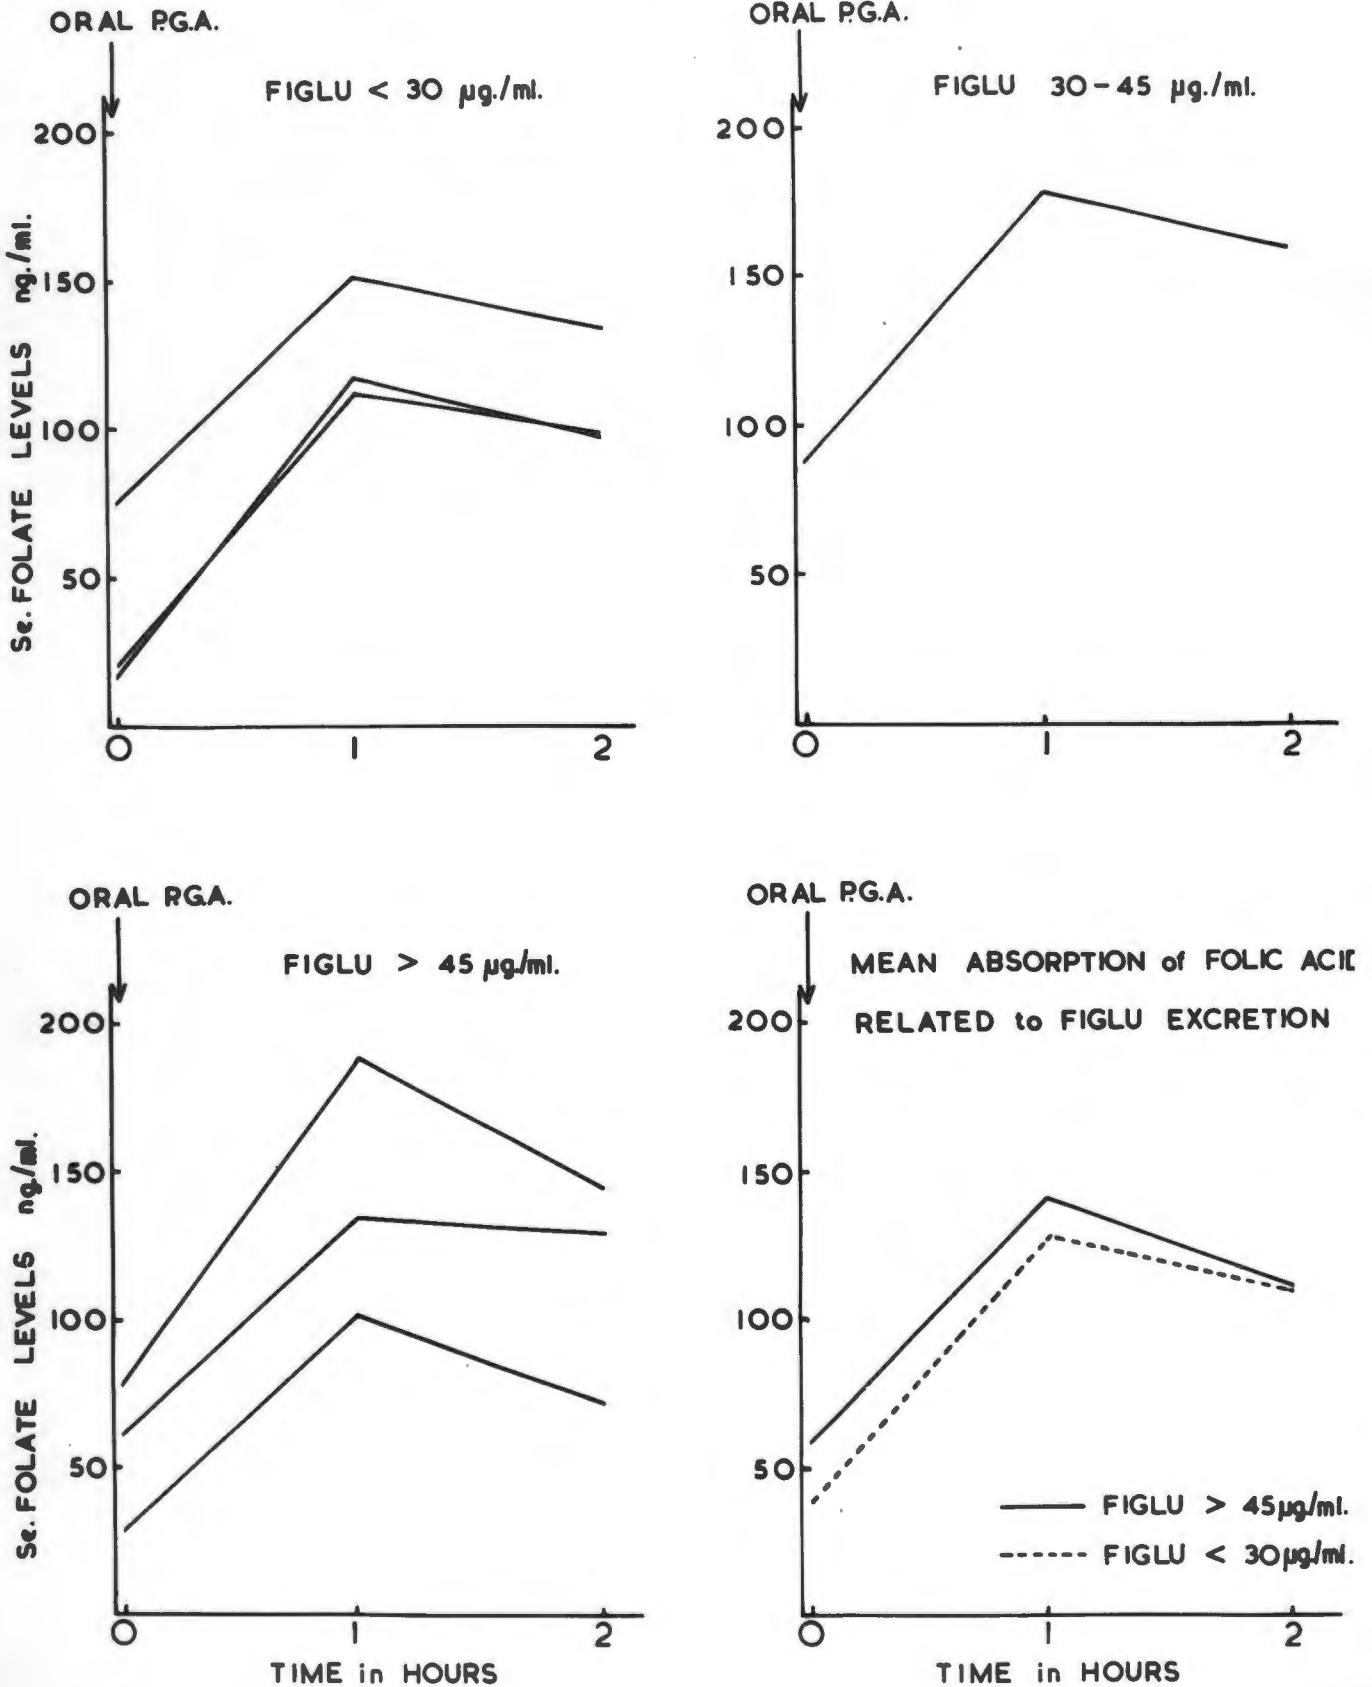 ORAL P.G.A.
FIGLU < 30 µg./ml.
200
150
100
50
Se. FOLATE LEVELS ng./ml.
0 1 2
ORAL P.G.A.
FIGLU 30-45 µg./ml.
200
150
100
50
0 1 2
ORAL P.G.A.
FIGLU > 45 µg./ml.
200
150
100
50
Se. FOLATE LEVELS ng./ml.
0 1 2
TIME in HOURS
ORAL P.G.A.
MEAN ABSORPTION of FOLIC ACID
RELATED to FIGLU EXCRETION
200
150
100
50
FIGLU > 45µg/ml.
FIGLU < 30µg/ml.
0 1 2
TIME in HOURS